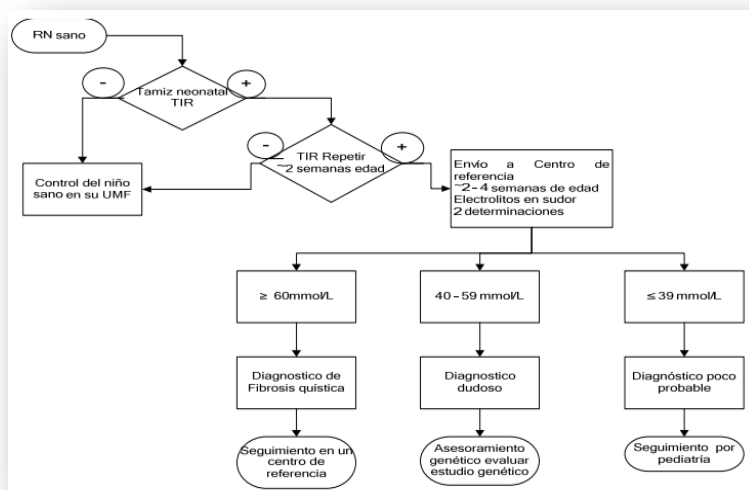 RN sano
-
+
Tamiz neonatal
TIR
-
+
TIR Repetir
~2 semanas edad
Control del niño
sano en su UMF
Envío a Centro de
referencia
~2-4 semanas de edad
Electrolitos en sudor
2 determinaciones
≥ 60mmol/L
40-59 mmol/L
≤ 39 mmol/L
Diagnostico de
Fibrosis quística
Diagnostico
dudoso
Diagnóstico poco
probable
Seguimiento en un
centro de
referencia
Asesoramiento
genético evaluar
estudio genético
Seguimiento por
pediatría